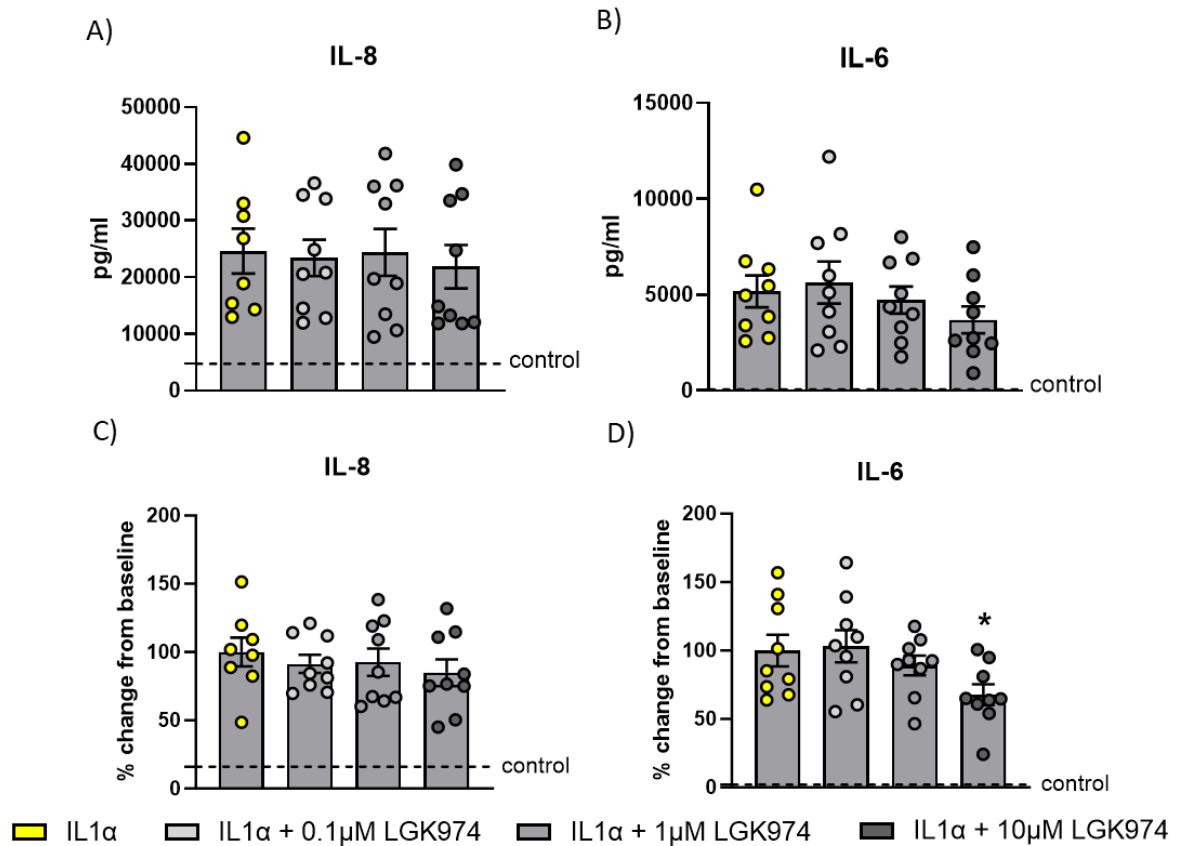 A)
IL-8
pg/ml
50000
40000
30000
20000
10000
0
control
B)
IL-6
pg/ml
15000
10000
5000
0
control
C)
IL-8
% change from baseline
200
150
100
50
0
control
D)
IL-6
% change from baseline
200
150
100
50
0
*
control
IL1α IL1α + 0.1µM LGK974 IL1α + 1µM LGK974 IL1α + 10µM LGK974